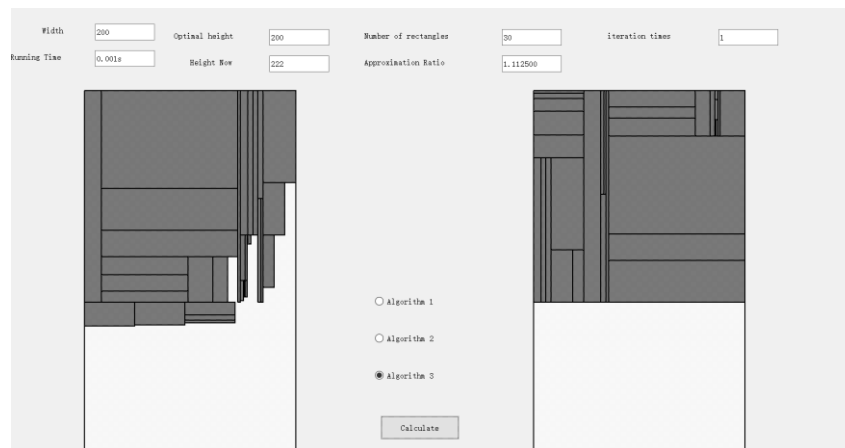 Width 200 Optimal height 200 Number of rectangles 30 iteration times 1
Running Time 0.001s Height Now 222 Approximation Ratio 1.112500
Algorithm 1
Algorithm 2
Algorithm 3
Calculate